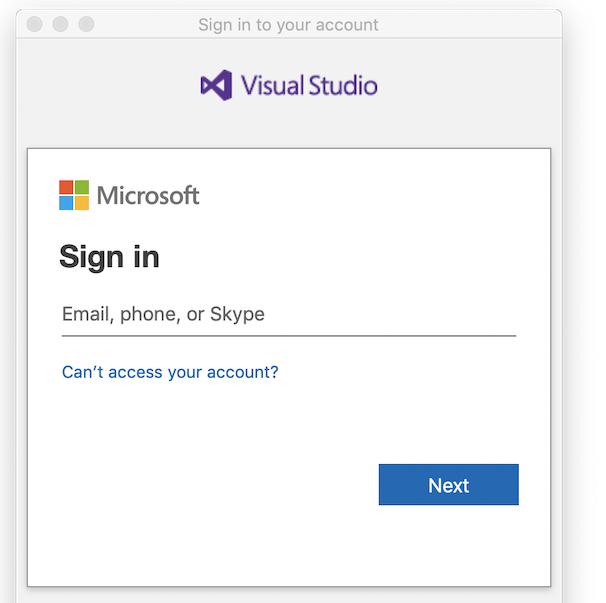 Sign in to your account
Visual Studio
Microsoft
Sign in
Email, phone, or Skype
Can't access your account?
Next